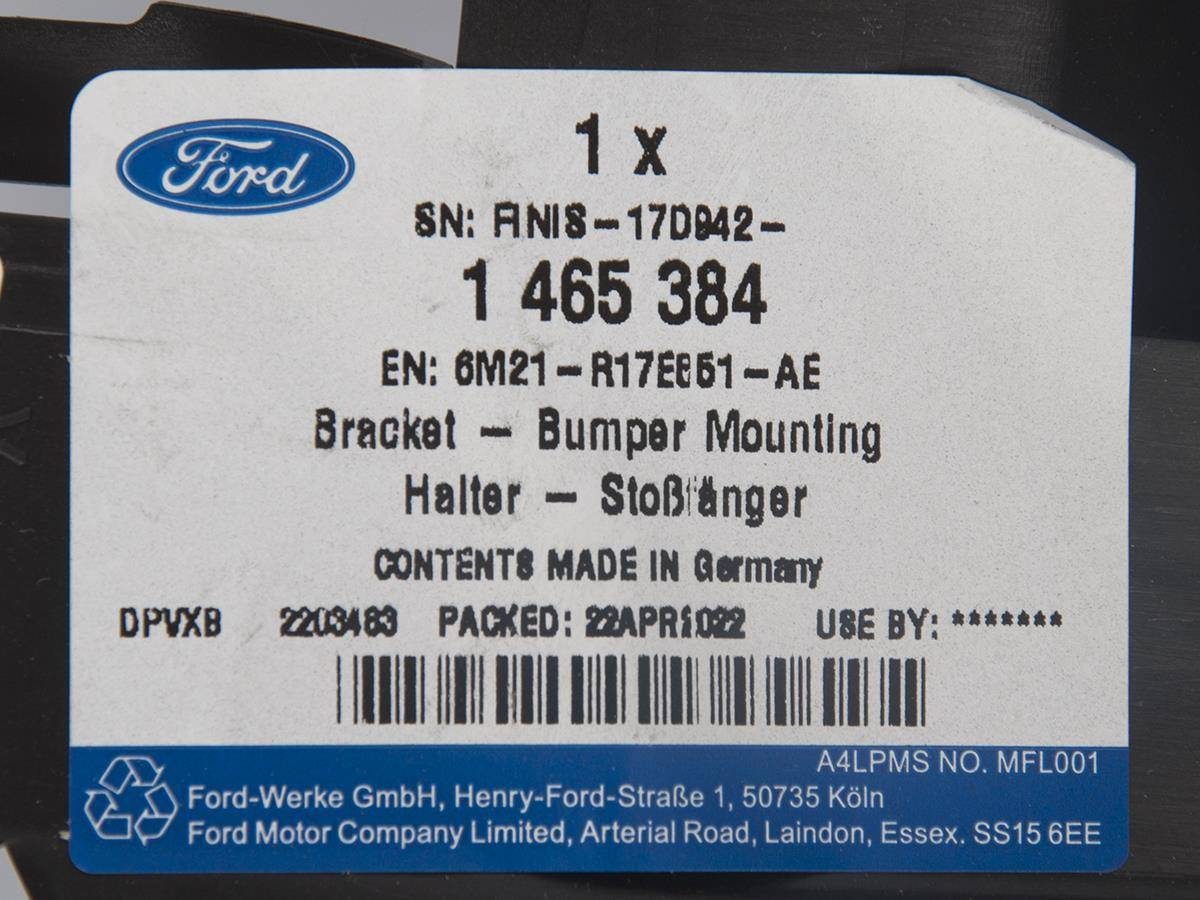 Ford
1 x
SN: FINIS-17D942-
1 465 384
EN: 6M21-R17E851-AE
Bracket - Bumper Mounting
Halter - Stoßfänger
CONTENTS MADE IN Germany
DPVXB 2203483 PACKED: 22APR2022 USE BY: *******
A4LPMS NO. MFL001
Ford-Werke GmbH, Henry-Ford-Straße 1, 50735 Köln
Ford Motor Company Limited, Arterial Road, Laindon, Essex. SS15 6EE